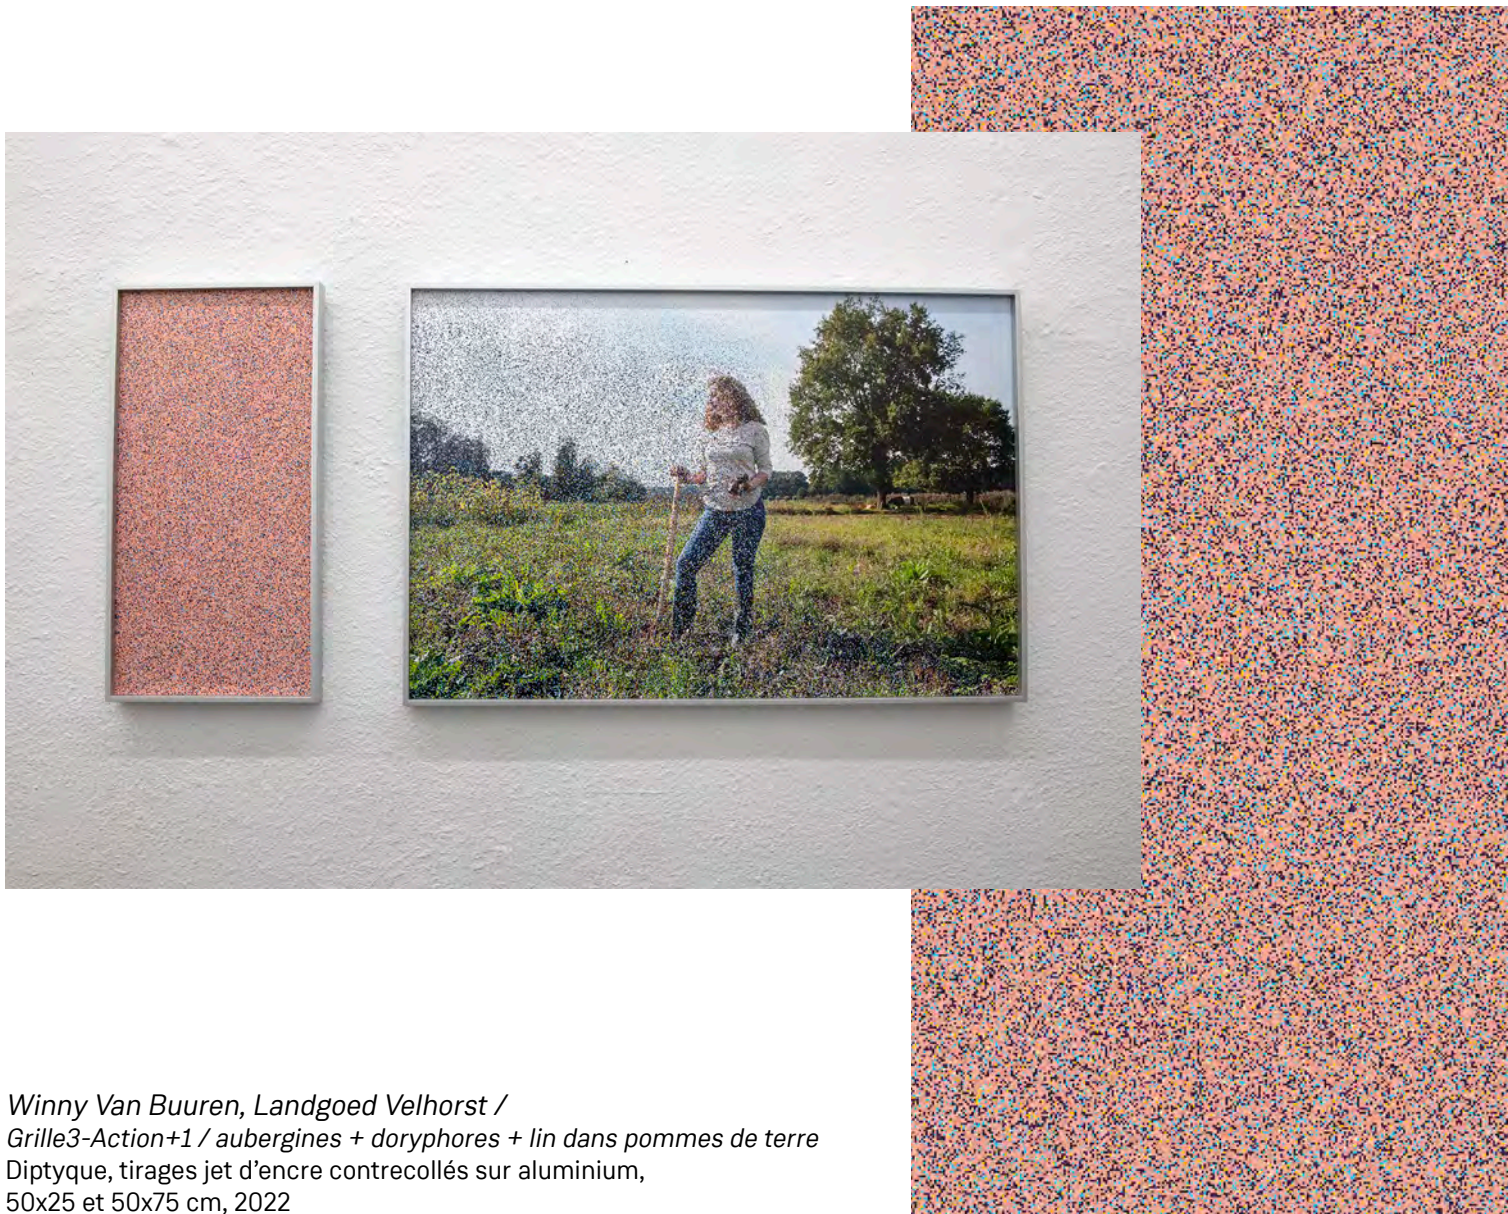 Winny Van Buuren, Landgoed Velhorst /
Grille3-Action+1 / aubergines + doryphores + lin dans pommes de terre
Diptyque, tirages jet d'encre contrecollés sur aluminium,
50x25 et 50x75 cm, 2022